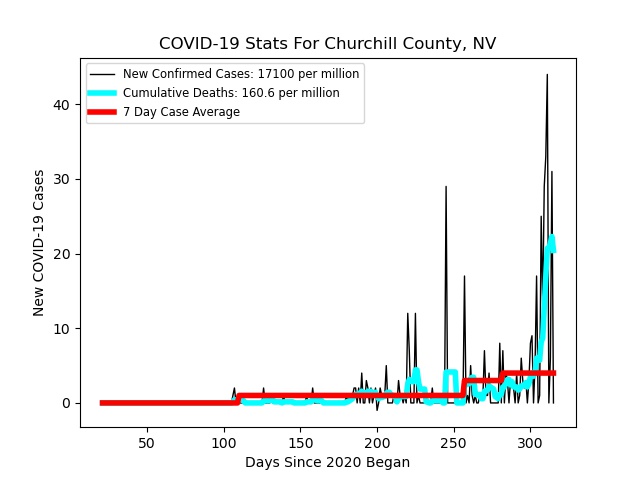 COVID-19 Stats For Churchill County, NV
New Confirmed Cases: 17100 per million
Cumulative Deaths: 160.6 per million
7 Day Case Average
New COVID-19 Cases
40
30
20
10
0
50 100 150 200 250 300
Days Since 2020 Began